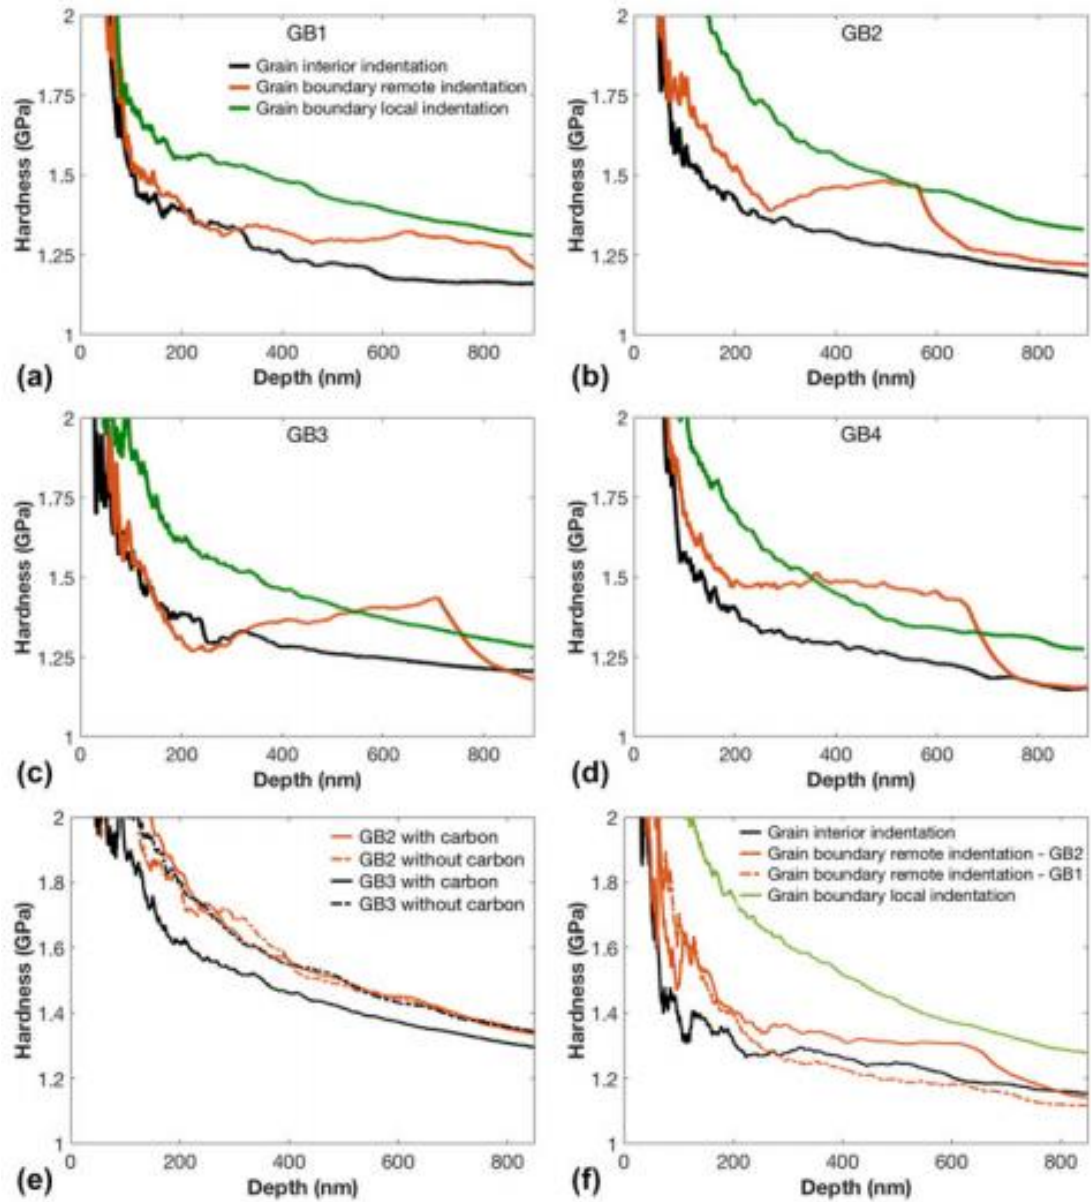 GB1
Grain interior indentation
Grain boundary remote indentation
Grain boundary local indentation
Hardness (GPa)
2
1.75
1.5
1.25
1
0 200 400 600 800
Depth (nm)
(a)
GB2
Hardness (GPa)
2
1.75
1.5
1.25
1
0 200 400 600 800
Depth (nm)
(b)
GB3
Hardness (GPa)
2
1.75
1.5
1.25
1
0 200 400 600 800
Depth (nm)
(c)
GB4
Hardness (GPa)
2
1.75
1.5
1.25
1
0 200 400 600 800
Depth (nm)
(d)
GB2 with carbon
GB2 without carbon
GB3 with carbon
GB3 without carbon
Hardness (GPa)
2
1.8
1.6
1.4
1.2
1
0 200 400 600 800
Depth (nm)
(e)
Grain interior indentation
Grain boundary remote indentation - GB2
Grain boundary remote indentation - GB1
Grain boundary local indentation
Hardness (GPa)
2
1.8
1.6
1.4
1.2
1
0 200 400 600 800
Depth (nm)
(f)